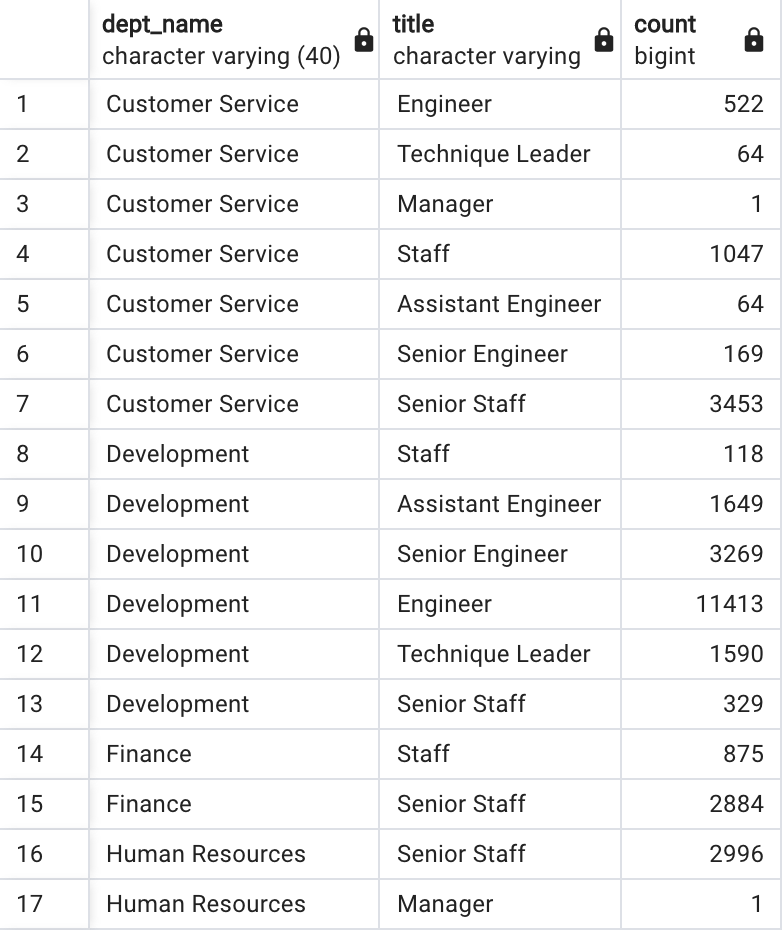 dept_name title count
character varying (40) character varying bigint
1 Customer Service Engineer 522
2 Customer Service Technique Leader 64
3 Customer Service Manager 1
4 Customer Service Staff 1047
5 Customer Service Assistant Engineer 64
6 Customer Service Senior Engineer 169
7 Customer Service Senior Staff 3453
8 Development Staff 118
9 Development Assistant Engineer 1649
10 Development Senior Engineer 3269
11 Development Engineer 11413
12 Development Technique Leader 1590
13 Development Senior Staff 329
14 Finance Staff 875
15 Finance Senior Staff 2884
16 Human Resources Senior Staff 2996
17 Human Resources Manager 1